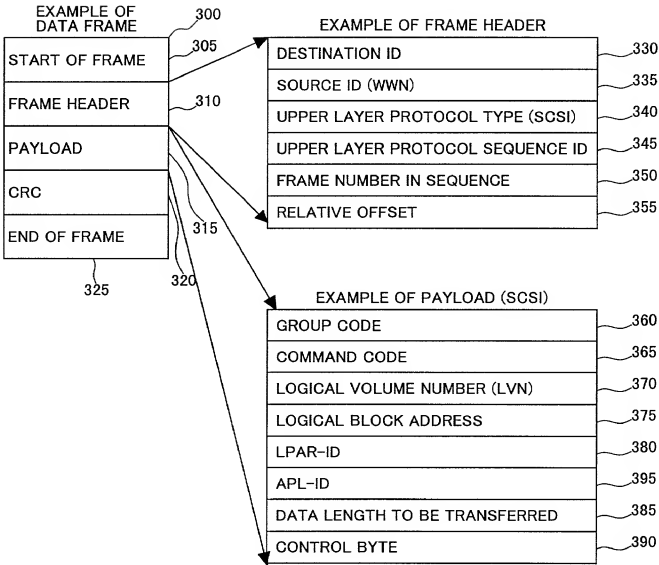 EXAMPLE OF
DATA FRAME
300
START OF FRAME
305
FRAME HEADER
310
PAYLOAD
315
CRC
320
END OF FRAME
325
EXAMPLE OF FRAME HEADER
DESTINATION ID
330
SOURCE ID (WWN)
335
UPPER LAYER PROTOCOL TYPE (SCSI)
340
UPPER LAYER PROTOCOL SEQUENCE ID
345
FRAME NUMBER IN SEQUENCE
350
RELATIVE OFFSET
355
EXAMPLE OF PAYLOAD (SCSI)
GROUP CODE
360
COMMAND CODE
365
LOGICAL VOLUME NUMBER (LVN)
370
LOGICAL BLOCK ADDRESS
375
LPAR-ID
380
APL-ID
395
DATA LENGTH TO BE TRANSFERRED
385
CONTROL BYTE
390